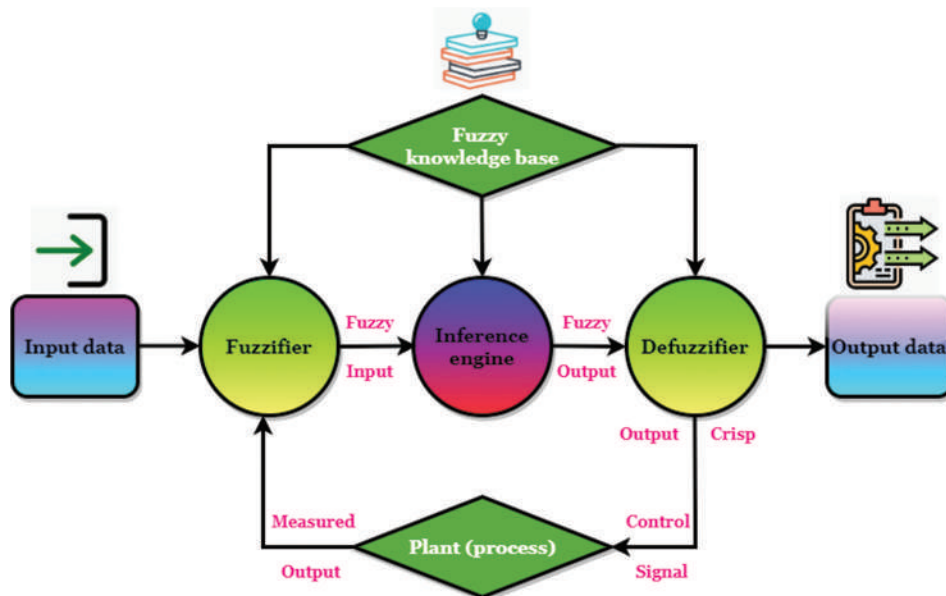 Fuzzy
knowledge base
Input data
Fuzzifier
Fuzzy
Input
Inference
engine
Fuzzy
Output
Defuzzifier
Output data
Output Crisp
Measured
Output
Plant (process)
Control
Signal